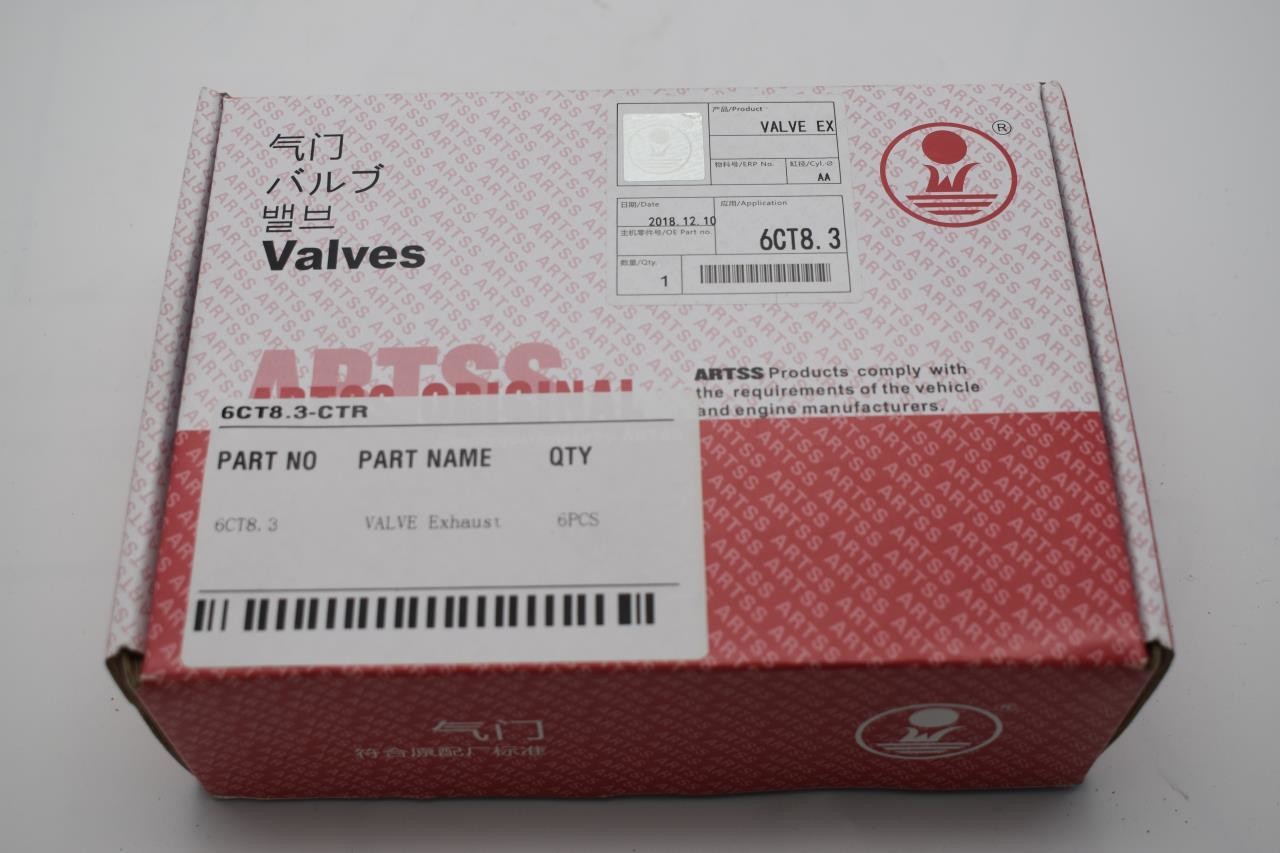 气门
バルブ
밸브
Valves
产品/Product
VALVE EX
物料号/ERP No.
缸径/Cyl.Ø
AA
日期/Date
2018.12.10
应用/Application
6CT8.3
主机零件号/OE Part no.
数量/Qty.
1
®
ARTSS
ARTSS ORIGINAL
ARTSS Products comply with
the requirements of the vehicle
and engine manufacturers.
6CT8.3-CTR
PART NO PART NAME QTY
6CT8.3 VALVE Exhaust 6PCS
气门
符合原配厂标准